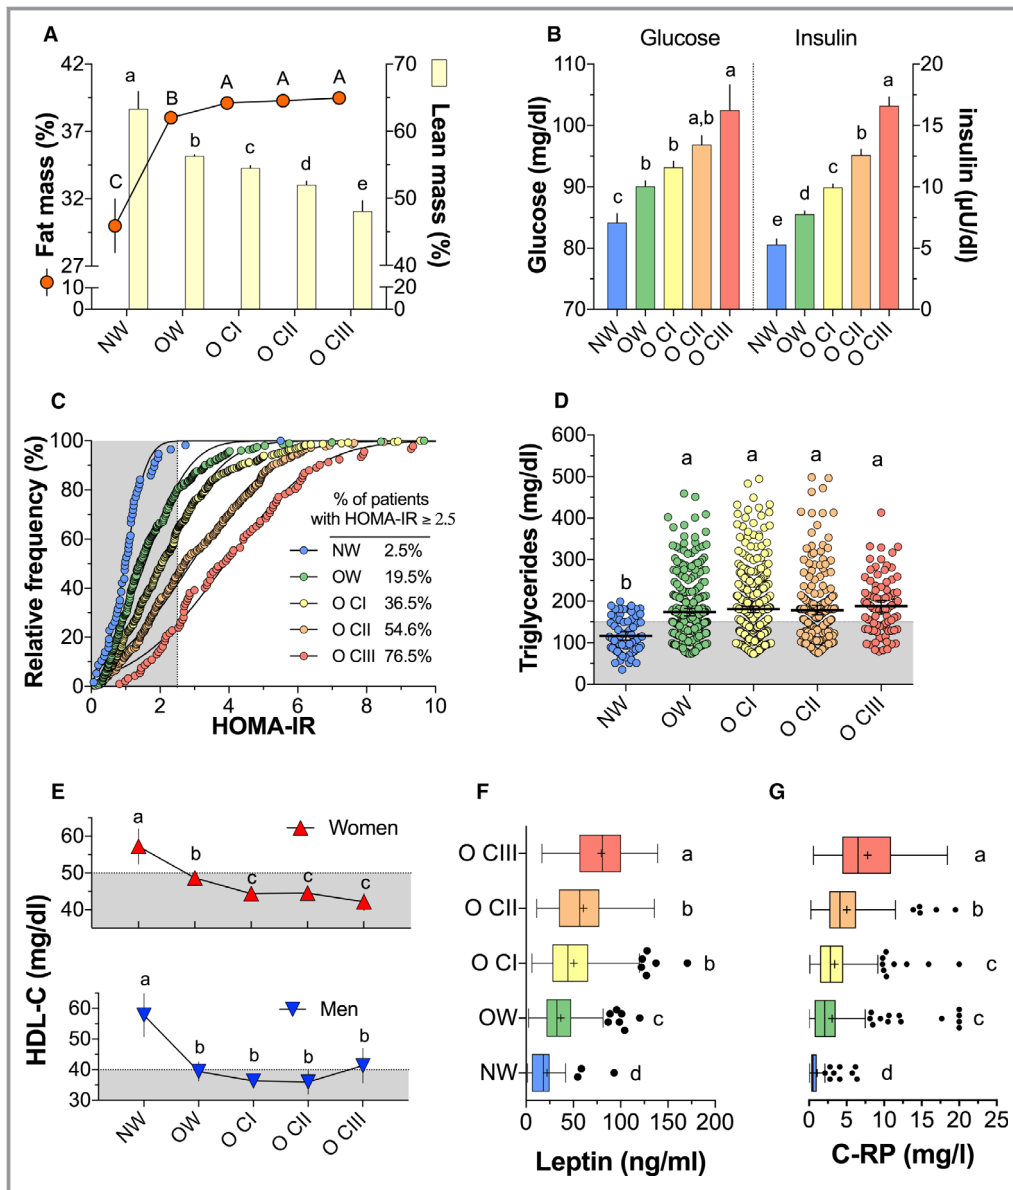 A
42
37
32
27
10
0
Fat mass (%)
70
60
50
40
20
0
Lean mass (%)
a
b
c
d
e
C
B
A
A
A
NW
OW
O CI
O CII
O CIII
B
Glucose
Insulin
110
100
90
80
70
Glucose (mg/dl)
20
15
10
5
0
insulin (µU/dl)
c
b
b
a,b
a
e
d
c
b
a
NW
OW
O CI
O CII
O CIII
NW
OW
O CI
O CII
O CIII
C
100
80
60
40
20
0
Relative frequency (%)
% of patients
with HOMA-IR ≥ 2.5
NW 2.5%
OW 19.5%
O CI 36.5%
O CII 54.6%
O CIII 76.5%
0
2
4
6
8
10
HOMA-IR
D
600
500
400
300
200
100
0
Triglycerides (mg/dl)
b
a
a
a
a
NW
OW
O CI
O CII
O CIII
E
HDL-C (mg/dl)
60
50
40
Women
a
b
c
c
c
60
50
40
30
Men
a
b
b
b
b
NW
OW
O CI
O CII
O CIII
F
O CIII
O CII
O CI
OW
NW
a
b
b
c
d
0
50
100
150
200
Leptin (ng/ml)
G
a
b
c
c
d
0
5
10
15
20
25
C-RP (mg/l)